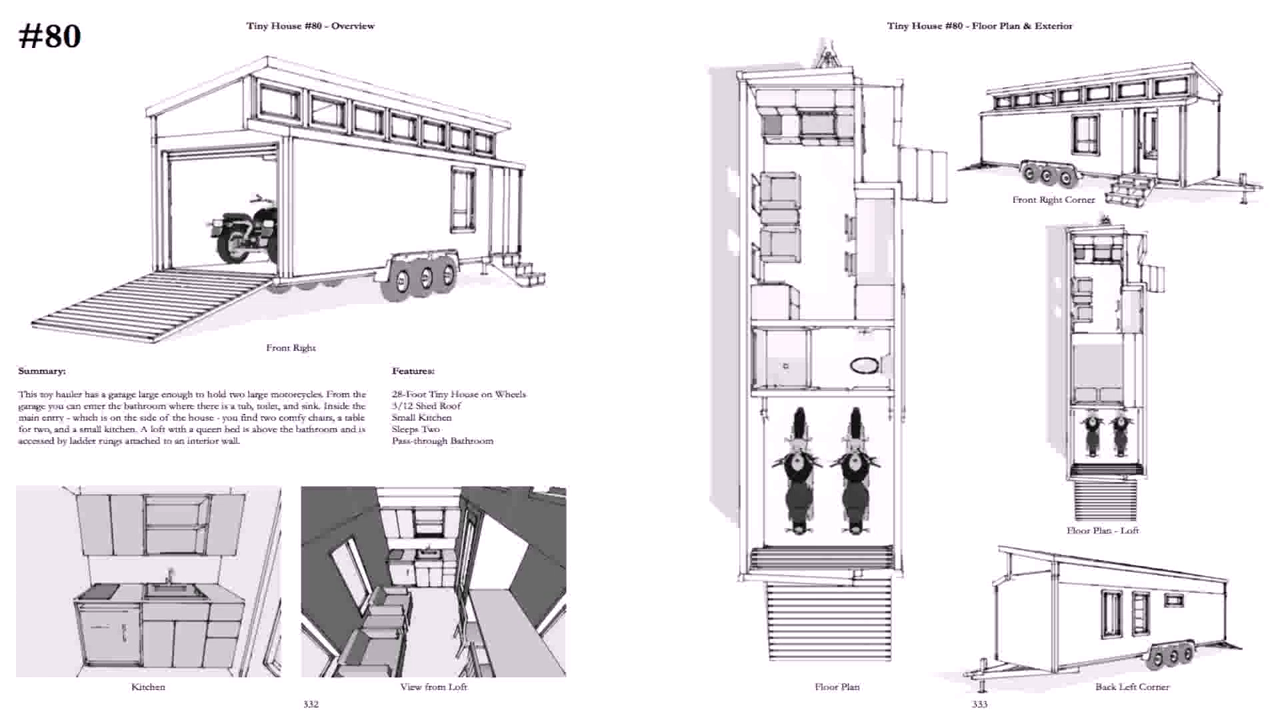 #80
Tiny House #80 - Overview
Front Right
Summary:
This toy hauler has a garage large enough to hold two large motorcycles. From the
garage you can enter the bathroom where there is a tub, toilet, and sink. Inside the
main entry - which is on the side of the house - you find two comfy chairs, a table
for two, and a small kitchen. A loft with a queen bed is above the bathroom and is
accessed by ladder rungs attached to an interior wall.
Features:
28-Foot Tiny House on Wheels
3/12 Shed Roof
Small Kitchen
Sleeps Two
Pass-through Bathroom
Kitchen
View from Loft
332
Tiny House #80 - Floor Plan & Exterior
Front Right Corner
Floor Plan - Loft
Floor Plan
Back Left Corner
333